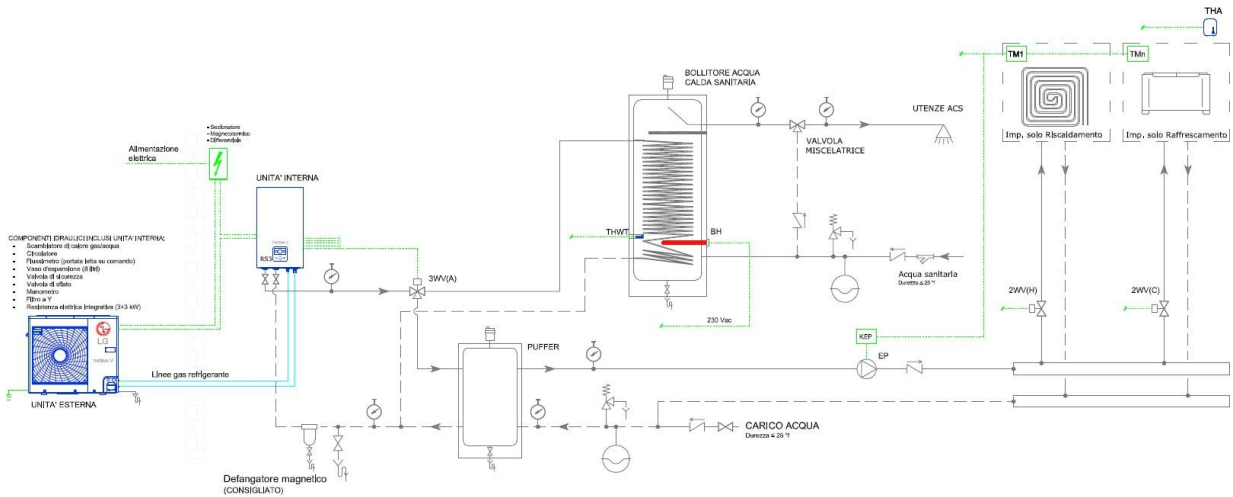 THA
TM1
TMn
BOLLITORE ACQUA
CALDA SANITARIA
UTENZE ACS
Imp. solo Riscaldamento
Imp. solo Raffrescamento
• Sezionatore
• Magnetotermico
• Differenziale
Alimentazione
elettrica
VALVOLA
MISCELATRICE
UNITA' INTERNA
COMPONENTI IDRAULICI INCLUSI UNITA' INTERNA:
• Scambiatore di calore gas/acqua
• Circolatore
• Flussimetro (portata letta su comando)
• Vaso d'espansione (8 litri)
• Valvola di sicurezza
• Valvola di sfiato
• Manometro
• Filtro a Y
• Resistenza elettrica integrativa (3+3 kW)
THERMA V
RS3
THWT
BH
3WV(A)
Acqua sanitaria
Durezza ≤ 25 °f
2WV(H)
2WV(C)
230 Vac
LG
THERMA V
KEP
PUFFER
EP
Linee gas refrigerante
UNITA' ESTERNA
CARICO ACQUA
Durezza ≤ 25 °f
Defangatore magnetico
(CONSIGLIATO)